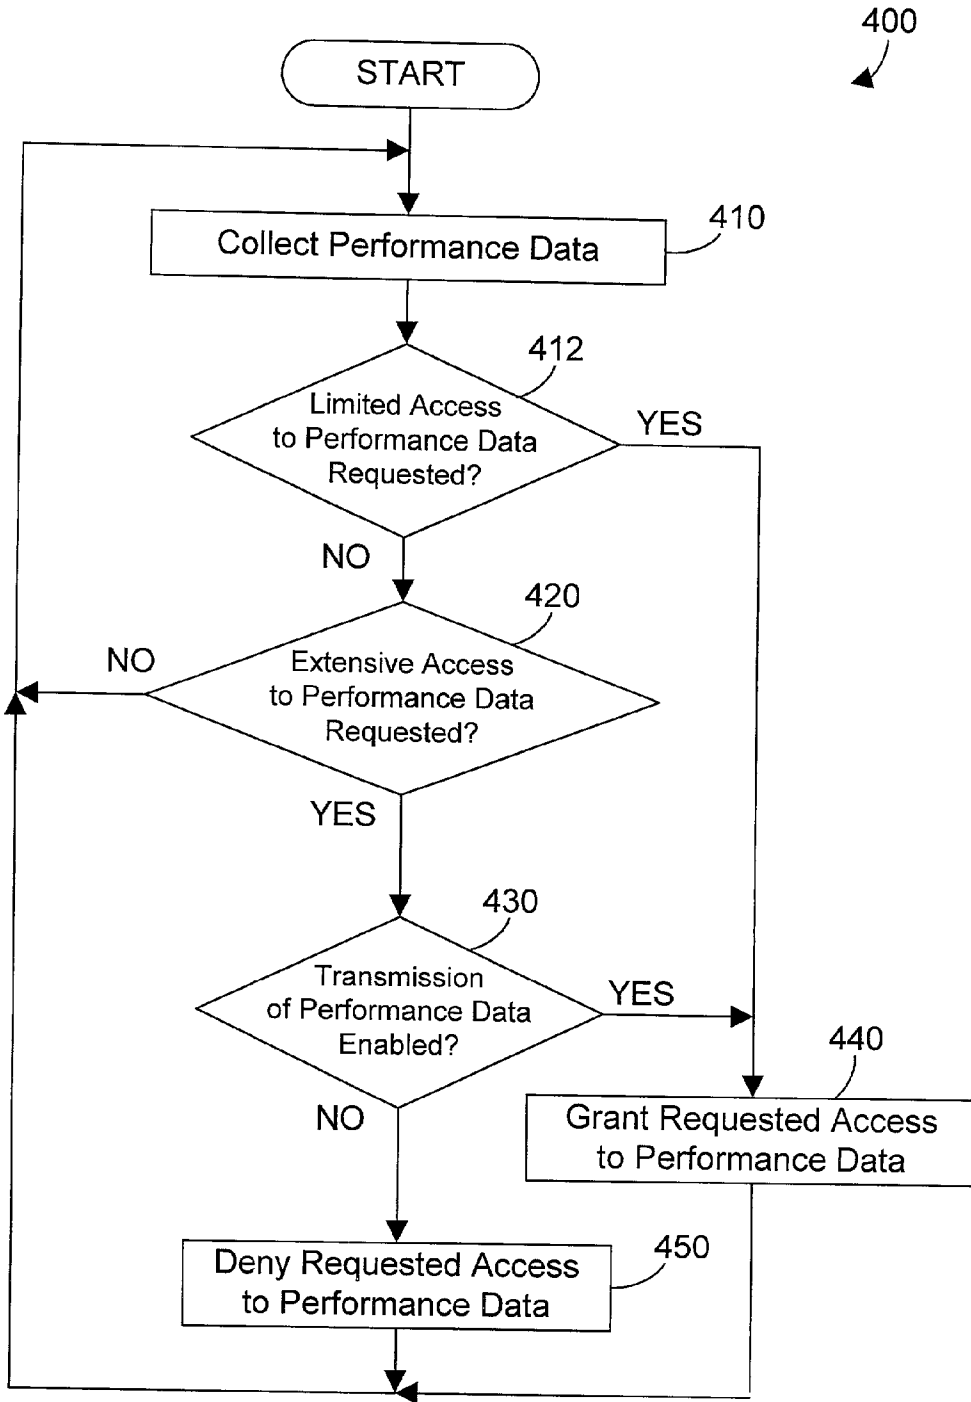 400
START
410
Collect Performance Data
412
Limited Access
to Performance Data
Requested?
YES
NO
420
Extensive Access
to Performance Data
Requested?
NO
YES
430
Transmission
of Performance Data
Enabled?
YES
NO
440
Grant Requested Access
to Performance Data
450
Deny Requested Access
to Performance Data